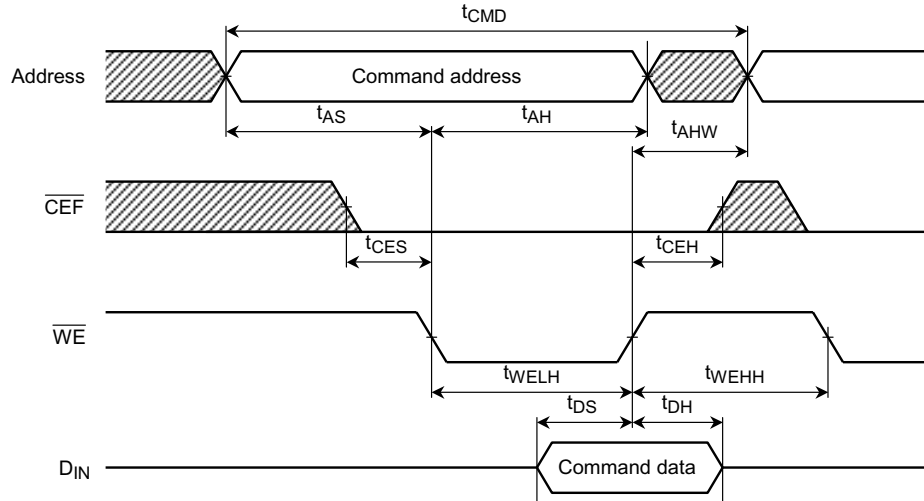 tCMD
Address
Command address
tAS
tAH
tAHW
CEF
tCES
tCEH
WE
tWELH
tWEHH
tDS
tDH
DIN
Command data